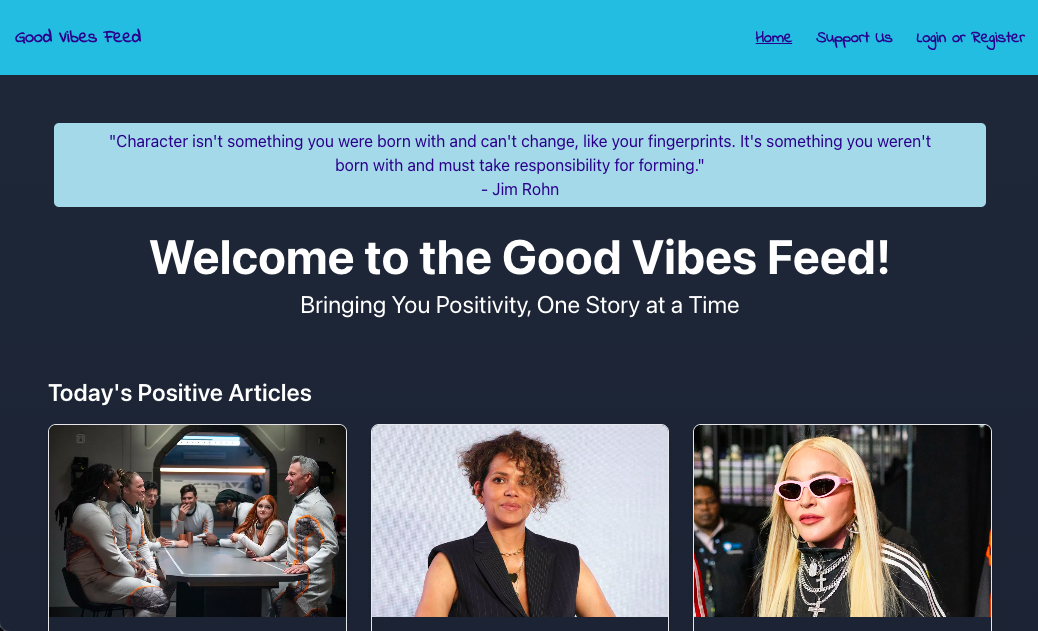 Good Vibes Feed
Home
Support Us
Login or Register
"Character isn't something you were born with and can't change, like your fingerprints. It's something you weren't
born with and must take responsibility for forming."
- Jim Rohn
Welcome to the Good Vibes Feed!
Bringing You Positivity, One Story at a Time
Today's Positive Articles